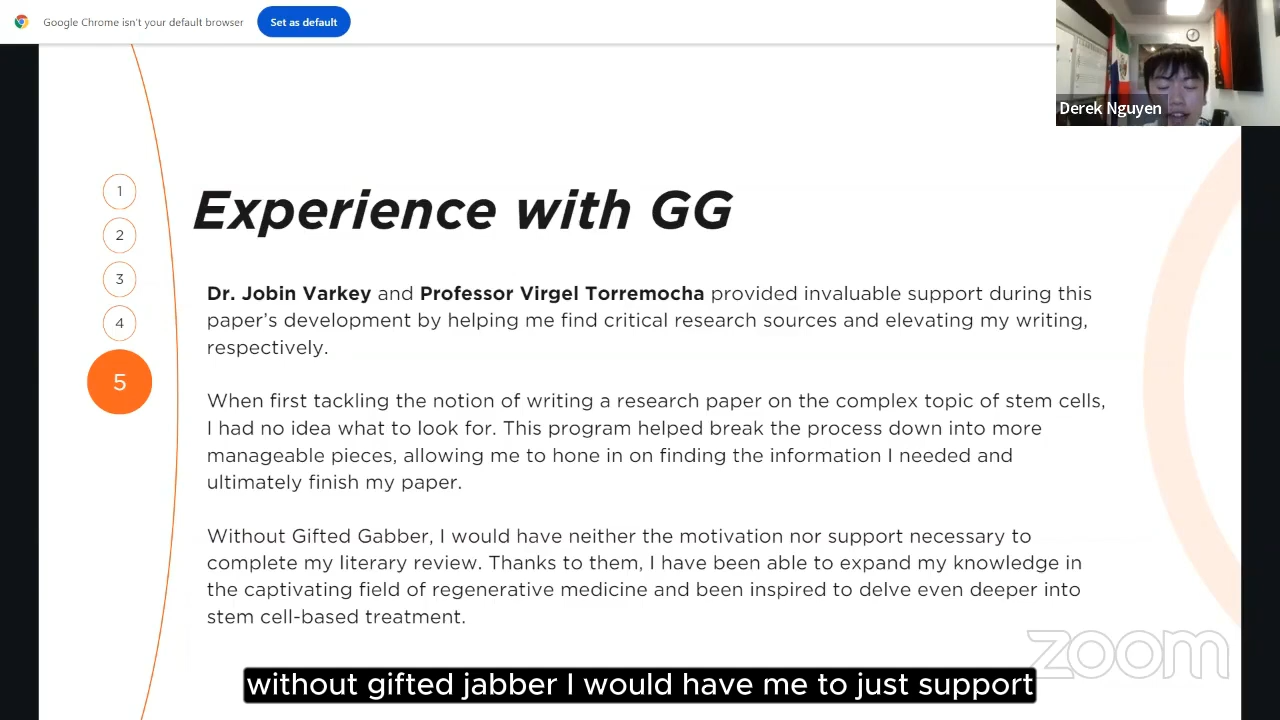 Google Chrome isn't your default browser
Set as default
Derek Nguyen
Experience with GG
1
2
3
4
5
Dr. Jobin Varkey and Professor Virgel Torremocha provided invaluable support during this
paper's development by helping me find critical research sources and elevating my writing,
respectively.
When first tackling the notion of writing a research paper on the complex topic of stem cells,
I had no idea what to look for. This program helped break the process down into more
manageable pieces, allowing me to hone in on finding the information I needed and
ultimately finish my paper.
Without Gifted Gabber, I would have neither the motivation nor support necessary to
complete my literary review. Thanks to them, I have been able to expand my knowledge in
the captivating field of regenerative medicine and been inspired to delve even deeper into
stem cell-based treatment.
zoom
without gifted jabber I would have me to just support